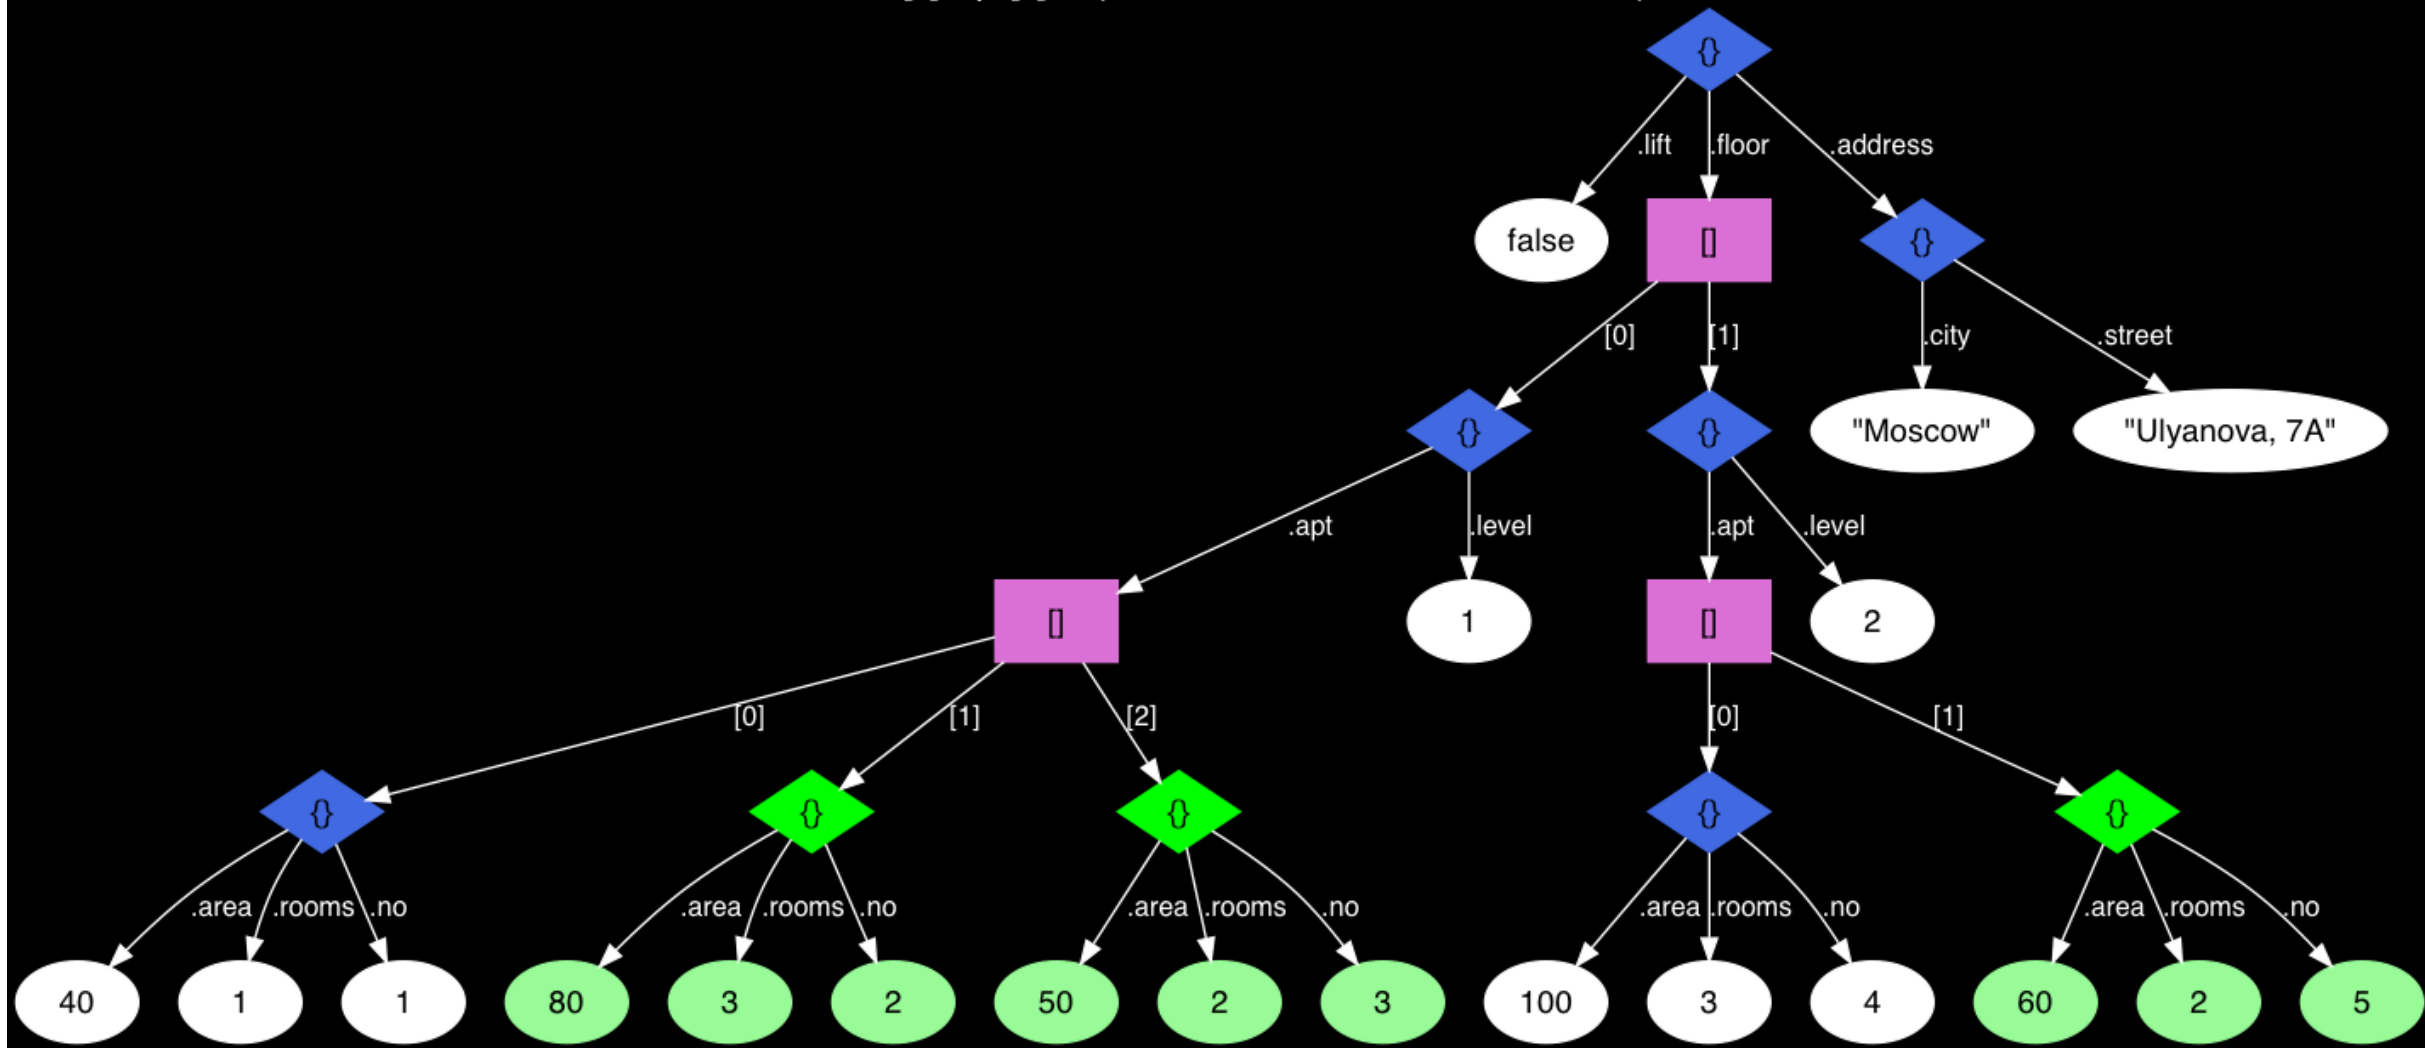 {}
.lift .floor .address
false [] {}
[0] [1] .city .street
{} {} "Moscow" "Ulyanova, 7A"
.apt .level .apt .level
[] 1 [] 2
[0] [1] [2] [0] [1]
{} {} {} {} {}
.area .rooms .no .area .rooms .no .area .rooms .no .area .rooms .no .area .rooms .no
40 1 1 80 3 2 50 2 3 100 3 4 60 2 5